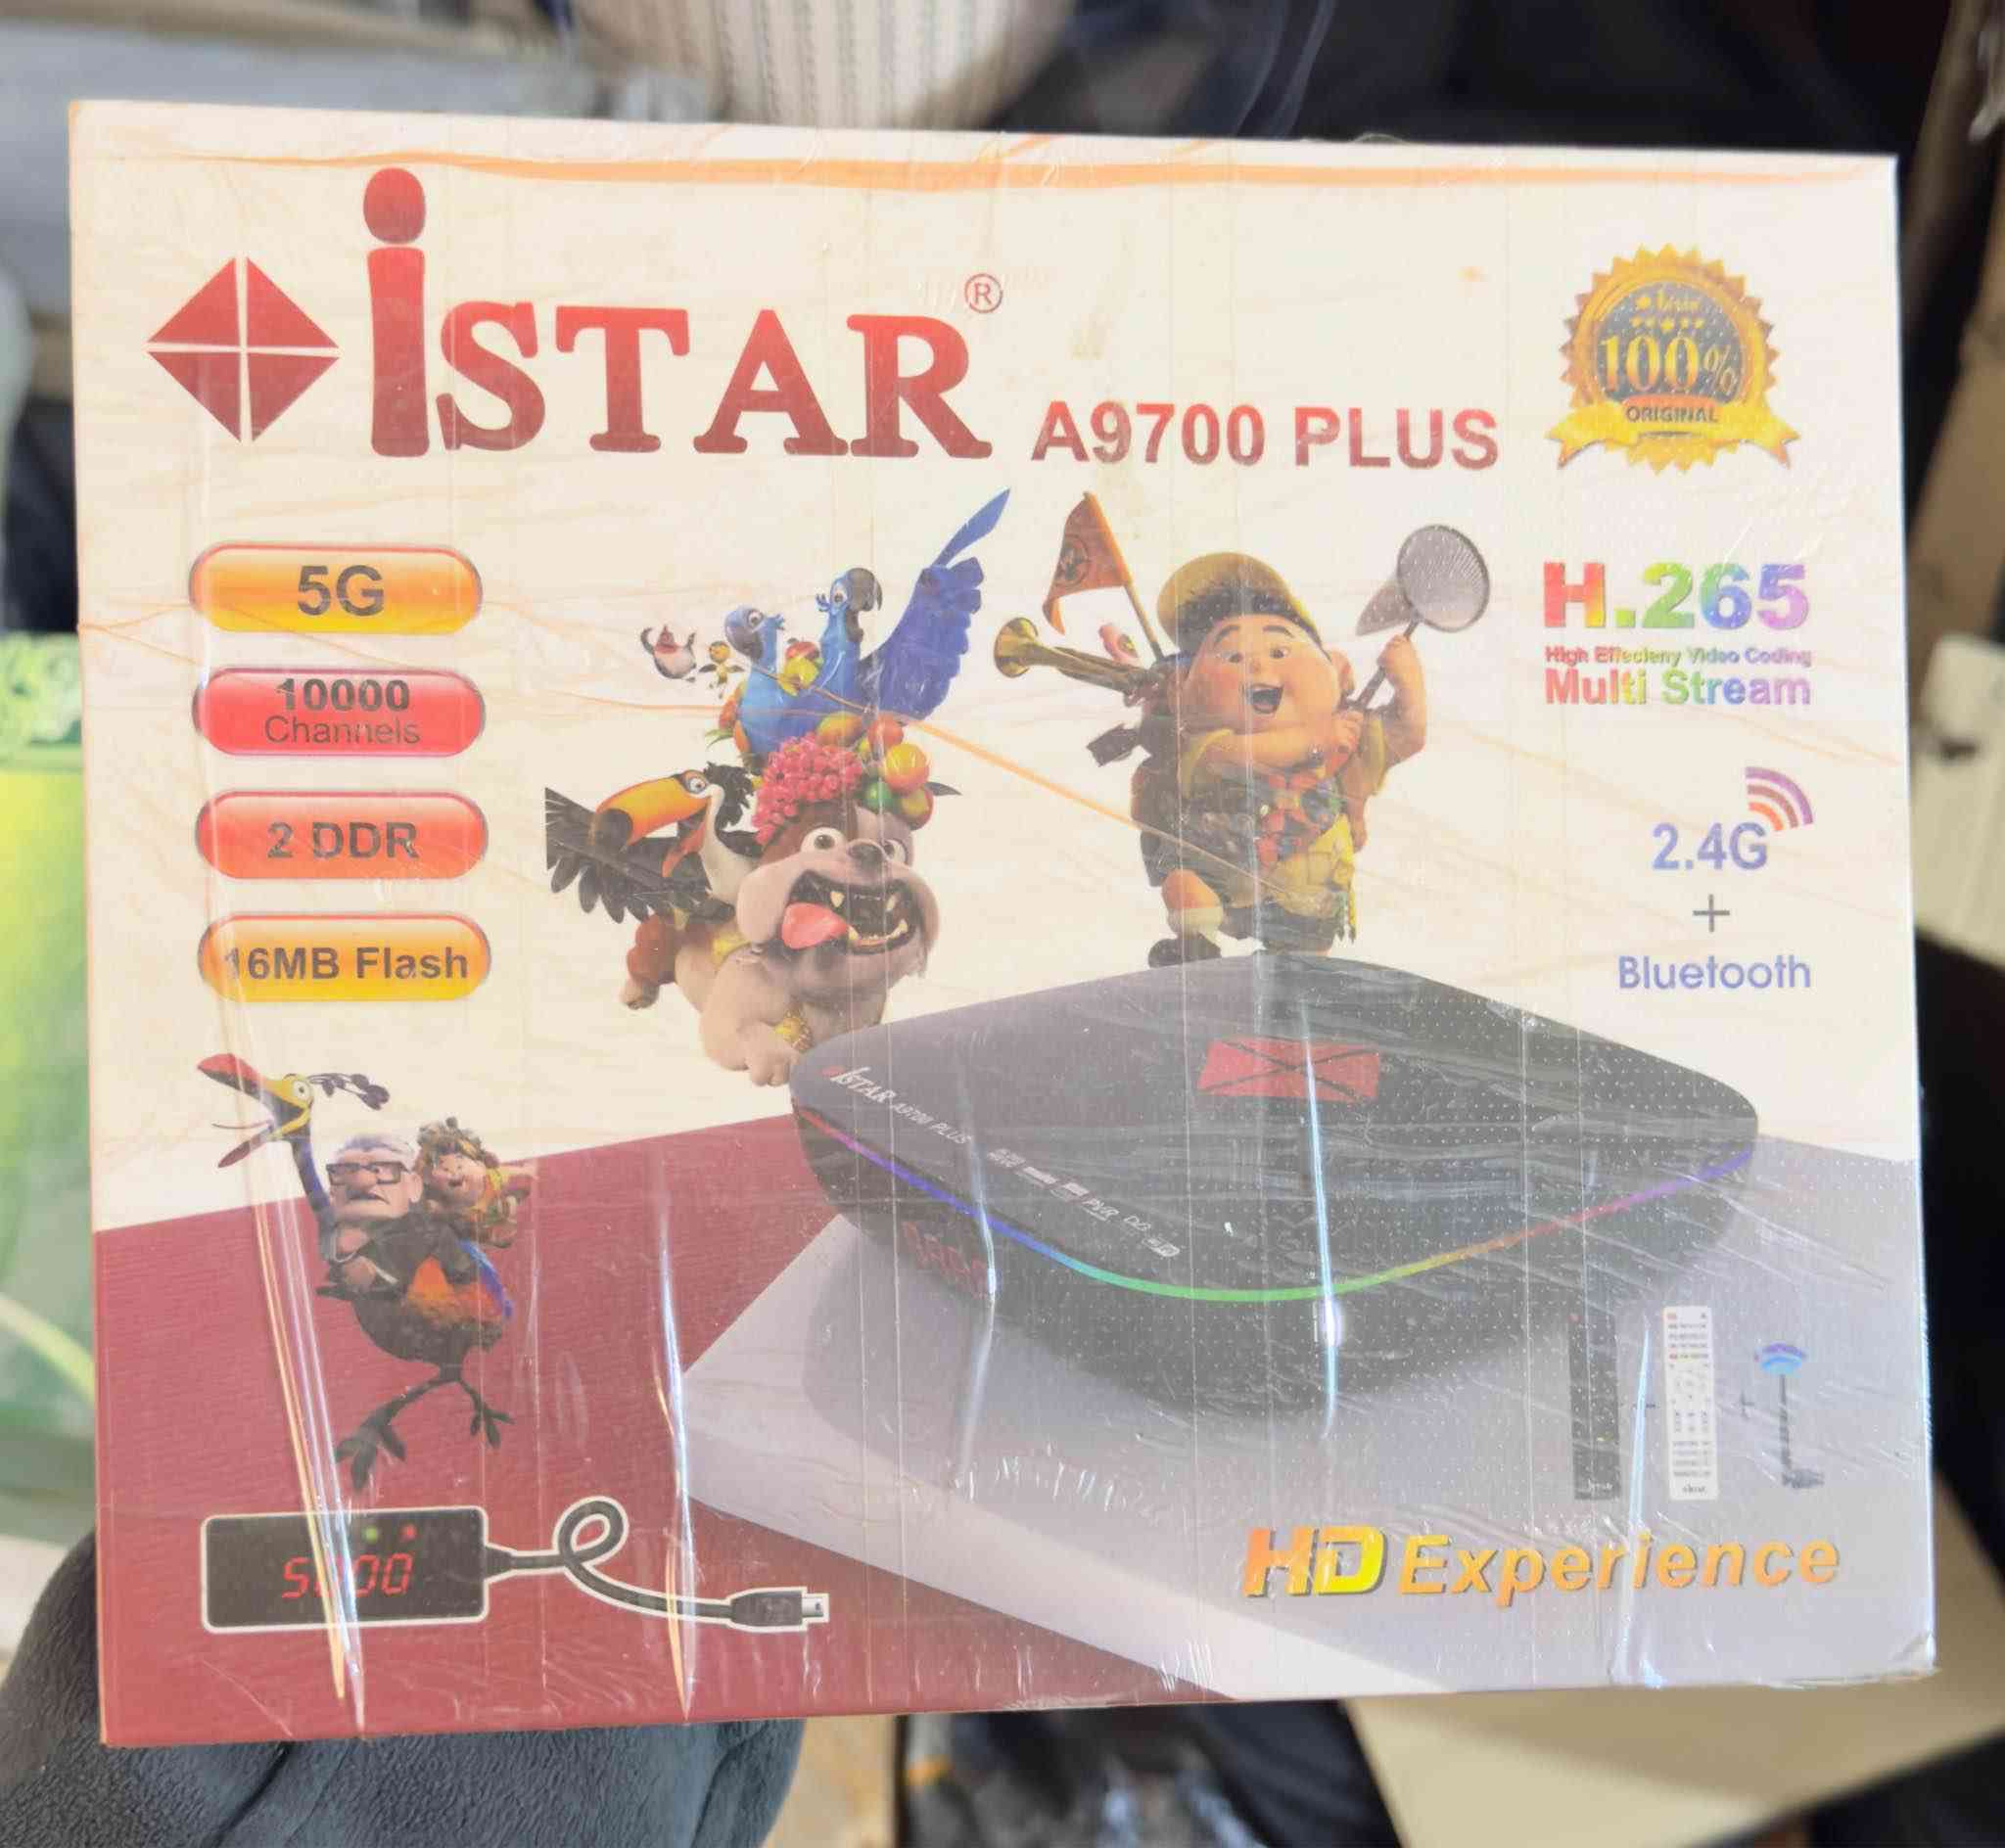 iSTAR® A9700 PLUS
istar
100%
ORIGINAL
5G
10000
Channels
2 DDR
16MB Flash
H.265
High Effecieny Video Coding
Multi Stream
2.4G
+
Bluetooth
iSTAR A9700 PLUS
PVR
HD Experience